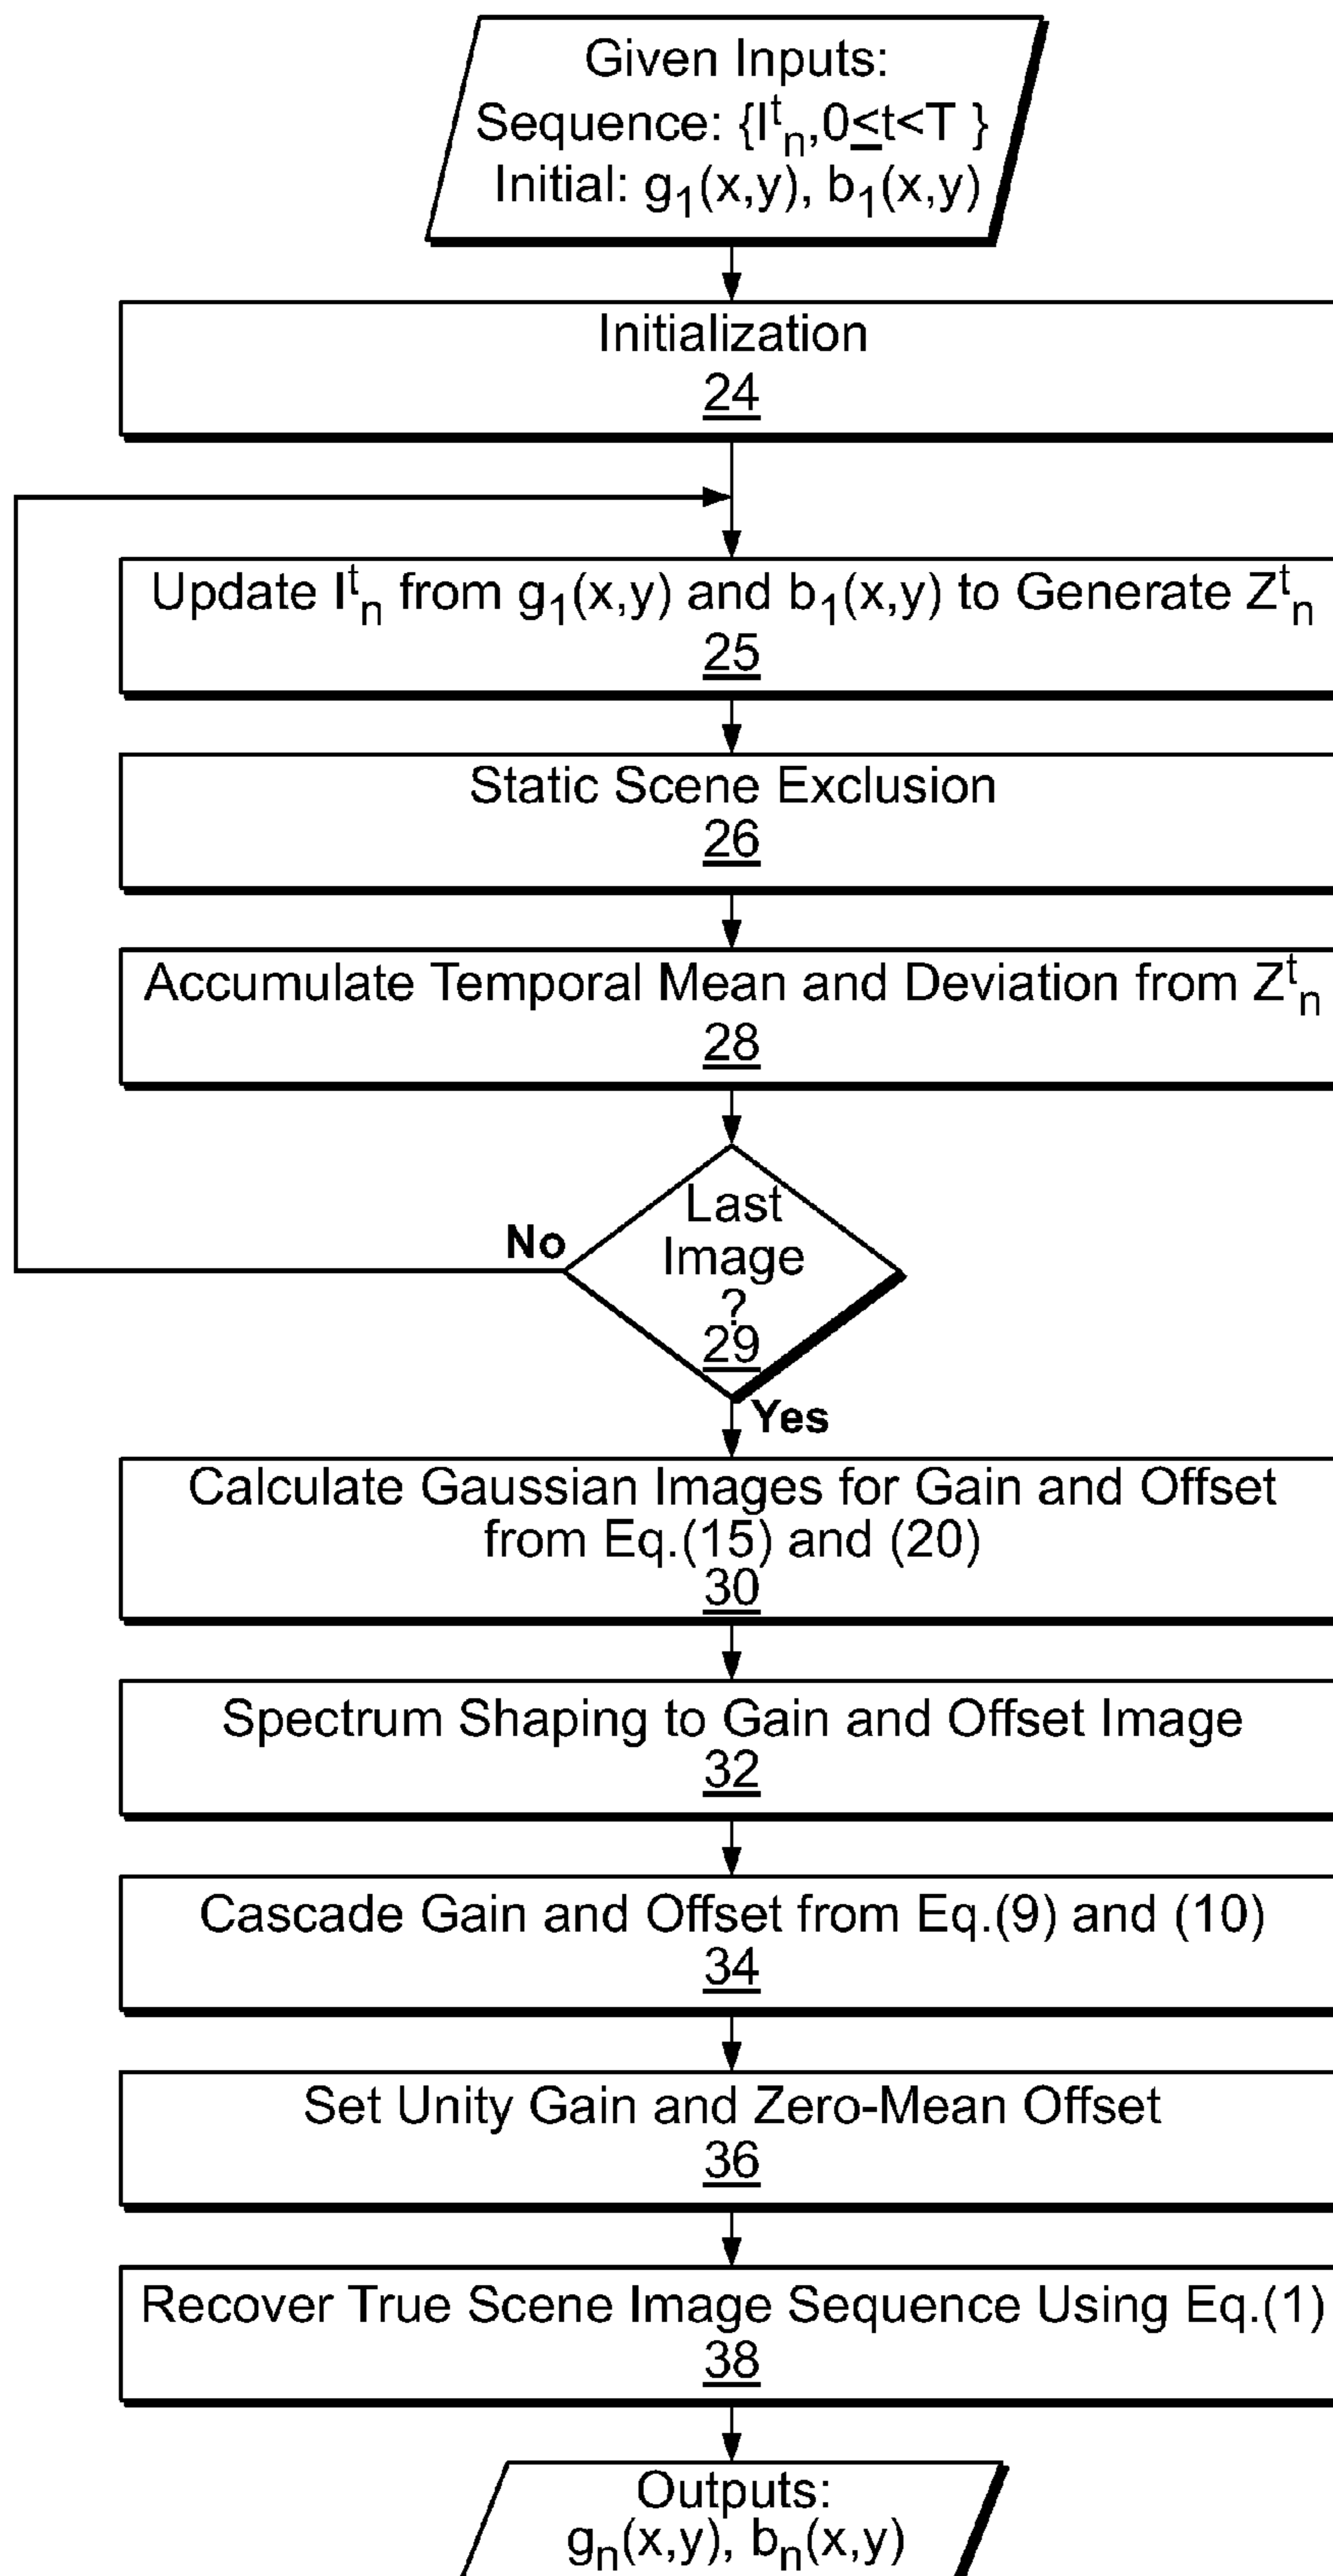 Given Inputs:
Sequence: {Iᵗₙ,0≤t<T }
Initial: g₁(x,y), b₁(x,y)
Initialization
24
Update Iᵗₙ from g₁(x,y) and b₁(x,y) to Generate Zᵗₙ
25
Static Scene Exclusion
26
Accumulate Temporal Mean and Deviation from Zᵗₙ
28
Last
Image
?
29
No
Yes
Calculate Gaussian Images for Gain and Offset
from Eq.(15) and (20)
30
Spectrum Shaping to Gain and Offset Image
32
Cascade Gain and Offset from Eq.(9) and (10)
34
Set Unity Gain and Zero-Mean Offset
36
Recover True Scene Image Sequence Using Eq.(1)
38
Outputs:
gₙ(x,y), bₙ(x,y)